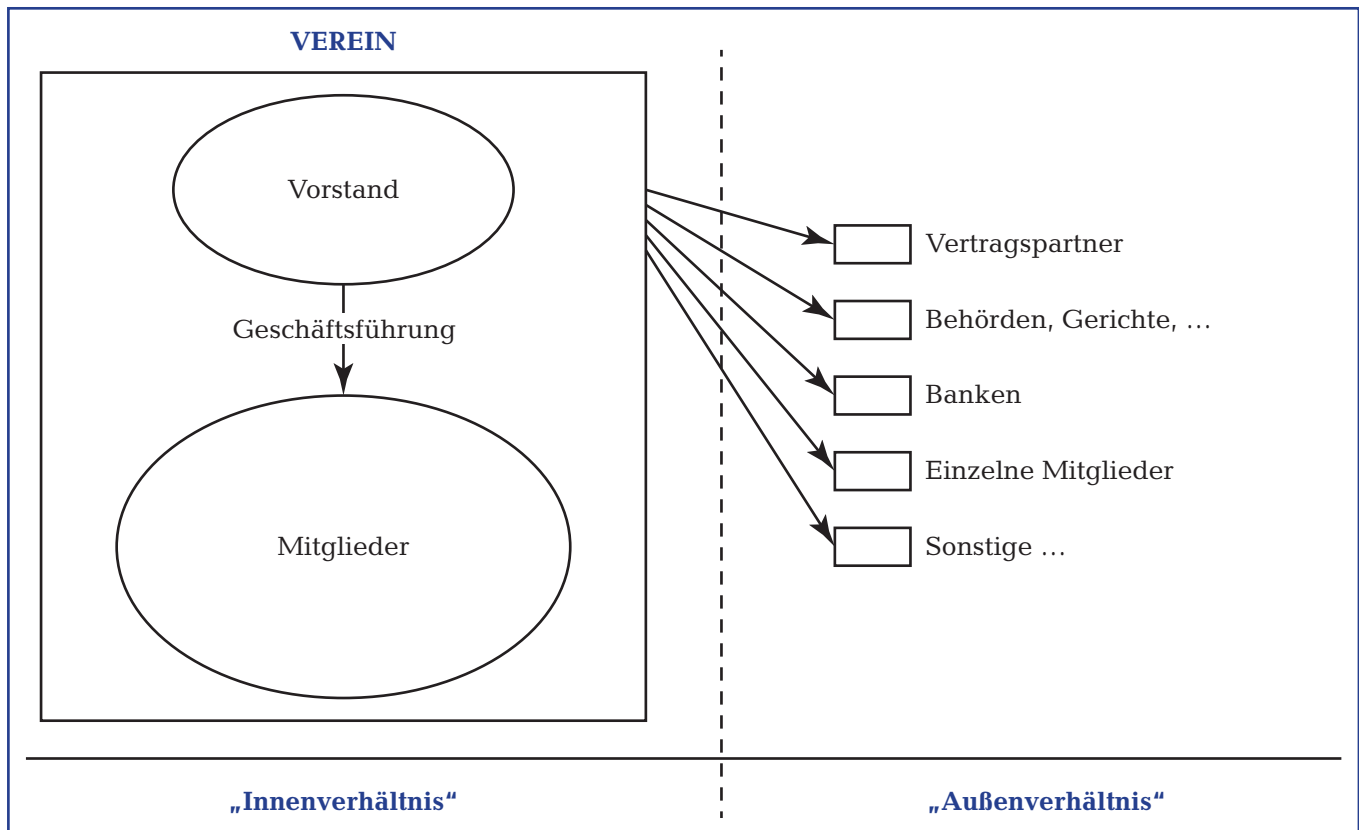 VEREIN
Vorstand
Geschäftsführung
Mitglieder
Vertragspartner
Behörden, Gerichte, …
Banken
Einzelne Mitglieder
Sonstige …
„Innenverhältnis“
„Außenverhältnis“